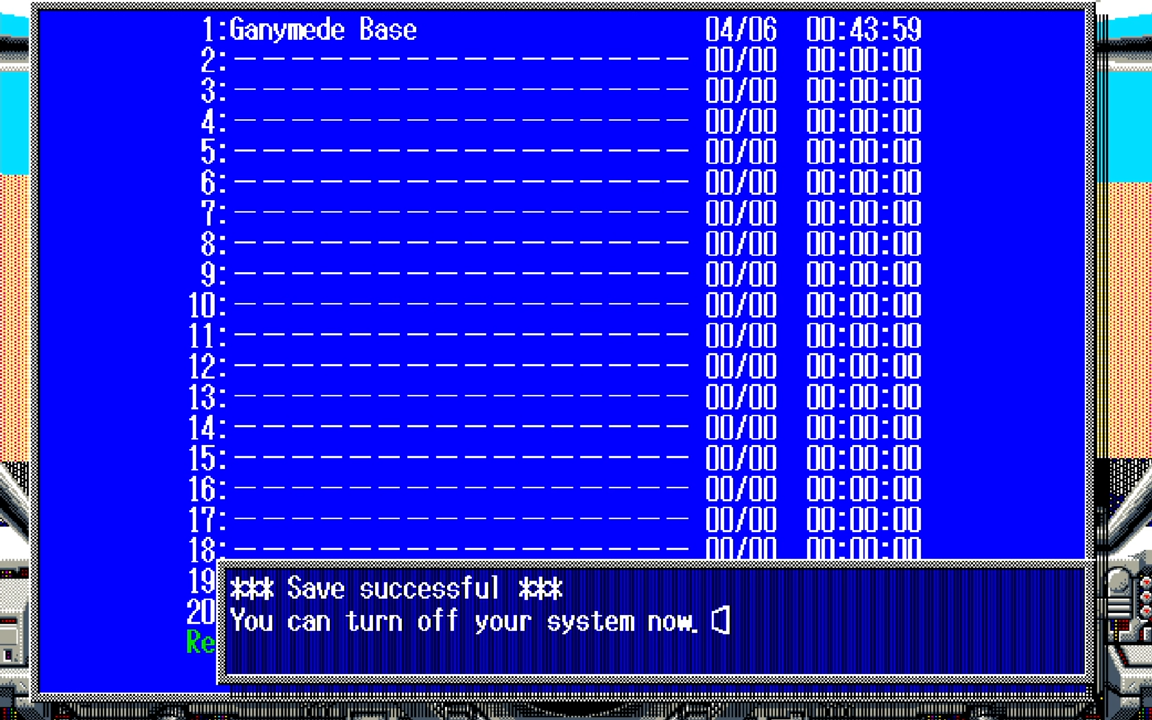 1:Ganymede Base 04/06 00:43:59
2:---------------- 00/00 00:00:00
3:---------------- 00/00 00:00:00
4:---------------- 00/00 00:00:00
5:---------------- 00/00 00:00:00
6:---------------- 00/00 00:00:00
7:---------------- 00/00 00:00:00
8:---------------- 00/00 00:00:00
9:---------------- 00/00 00:00:00
10:---------------- 00/00 00:00:00
11:---------------- 00/00 00:00:00
12:---------------- 00/00 00:00:00
13:---------------- 00/00 00:00:00
14:---------------- 00/00 00:00:00
15:---------------- 00/00 00:00:00
16:---------------- 00/00 00:00:00
17:---------------- 00/00 00:00:00
18:---------------- 00/00 00:00:00
19
20
Re
*** Save successful ***
You can turn off your system now.